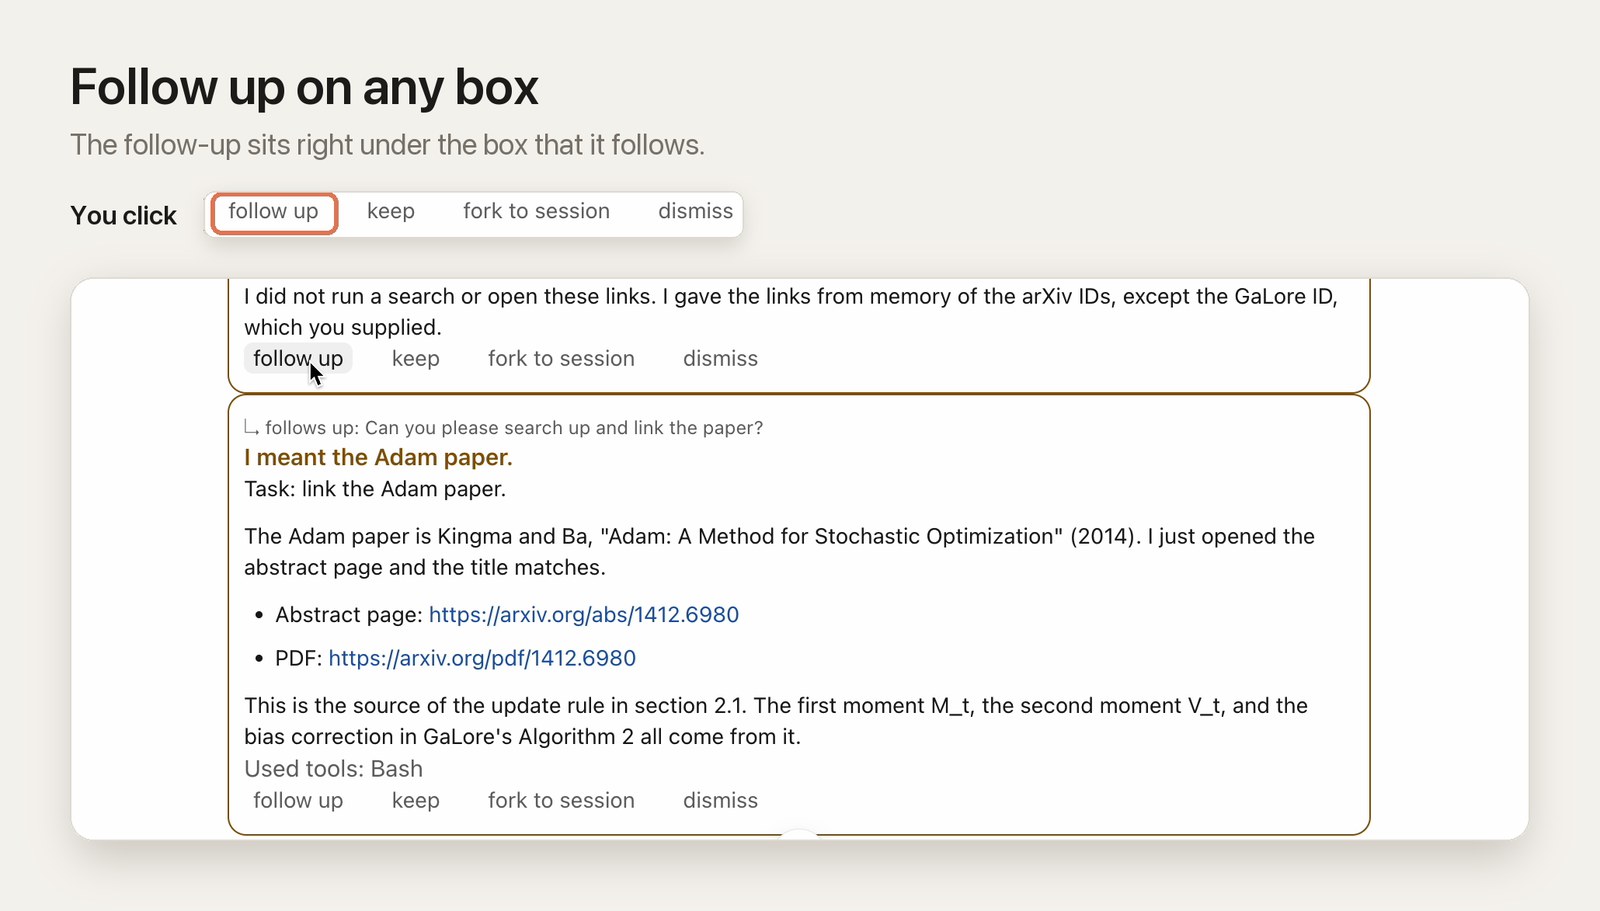 Follow up on any box
The follow-up sits right under the box that it follows.
You click
follow up keep fork to session dismiss
I did not run a search or open these links. I gave the links from memory of the arXiv IDs, except the GaLore ID,
which you supplied.
follow up keep fork to session dismiss
follows up: Can you please search up and link the paper?
I meant the Adam paper.
Task: link the Adam paper.
The Adam paper is Kingma and Ba, "Adam: A Method for Stochastic Optimization" (2014). I just opened the
abstract page and the title matches.
• Abstract page: https://arxiv.org/abs/1412.6980
• PDF: https://arxiv.org/pdf/1412.6980
This is the source of the update rule in section 2.1. The first moment M_t, the second moment V_t, and the
bias correction in GaLore's Algorithm 2 all come from it.
Used tools: Bash
follow up keep fork to session dismiss